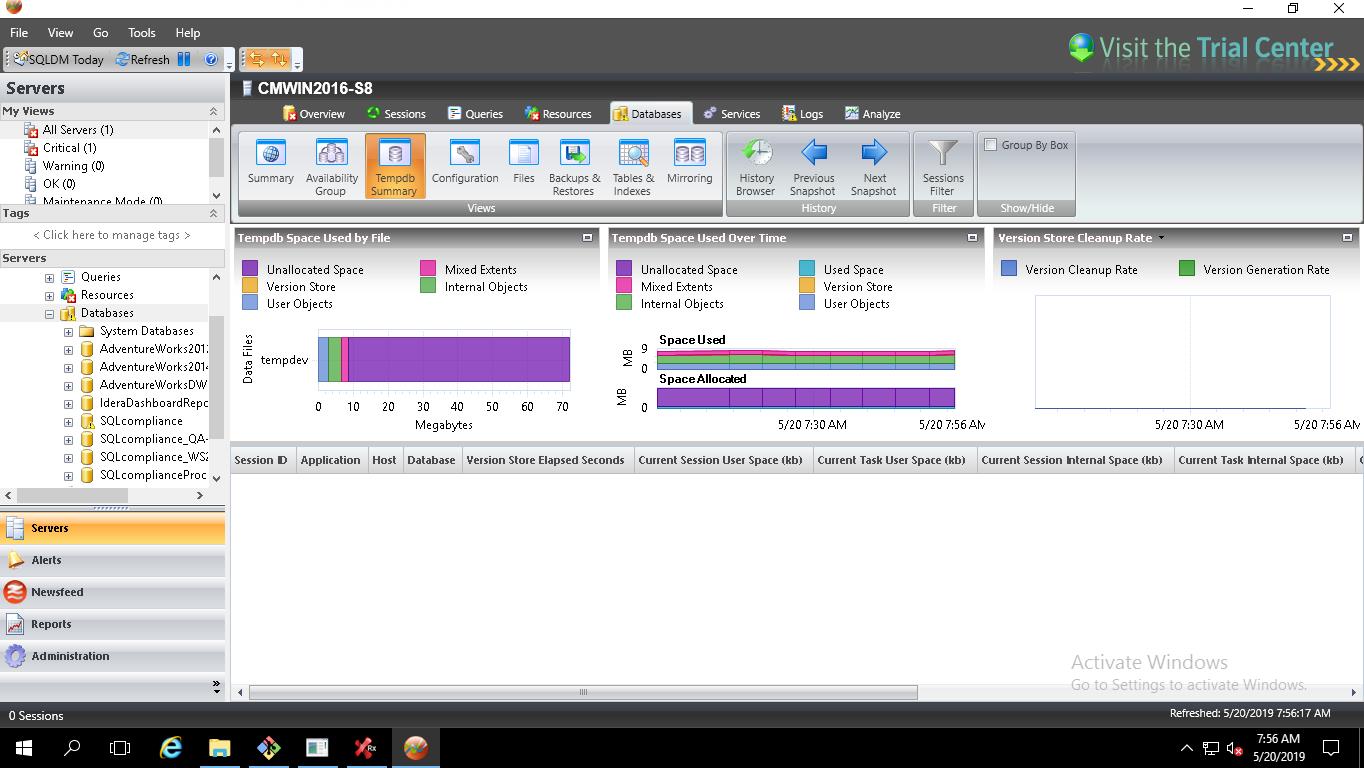 File View Go Tools Help
SQLDM Today Refresh
Visit the Trial Center
Servers
My Views
All Servers (1)
Critical (1)
Warning (0)
OK (0)
Maintenance Mode (0)
Tags
< Click here to manage tags >
Servers
Queries
Resources
Databases
System Databases
AdventureWorks201
AdventureWorks2014
AdventureWorksDW
IderaDashboardRepo
SQLcompliance
SQLcompliance_QA-
SQLcompliance_WS2
SQLcomplianceProc
Servers
Alerts
Newsfeed
Reports
Administration
CMWIN2016-S8
Overview Sessions Queries Resources Databases Services Logs Analyze
Summary
Availability Group
Tempdb Summary
Configuration
Files
Backups & Restores
Tables & Indexes
Mirroring
Views
History Browser
Previous Snapshot
Next Snapshot
History
Sessions Filter
Filter
Group By Box
Show/Hide
Tempdb Space Used by File
Unallocated Space Mixed Extents
Version Store Internal Objects
User Objects
Data Files
tempdev
0 10 20 30 40 50 60 70
Megabytes
Tempdb Space Used Over Time
Unallocated Space Used Space
Mixed Extents Version Store
Internal Objects User Objects
Space Used
MB
9
0
Space Allocated
MB
0
5/20 7:30 AM 5/20 7:56 AM
Version Store Cleanup Rate
Version Cleanup Rate Version Generation Rate
5/20 7:30 AM 5/20 7:56 AM
Session ID Application Host Database Version Store Elapsed Seconds Current Session User Space (kb) Current Task User Space (kb) Current Session Internal Space (kb) Current Task Internal Space (kb)
Activate Windows
Go to Settings to activate Windows.
0 Sessions
Refreshed: 5/20/2019 7:56:17 AM
Rx
7:56 AM
5/20/2019